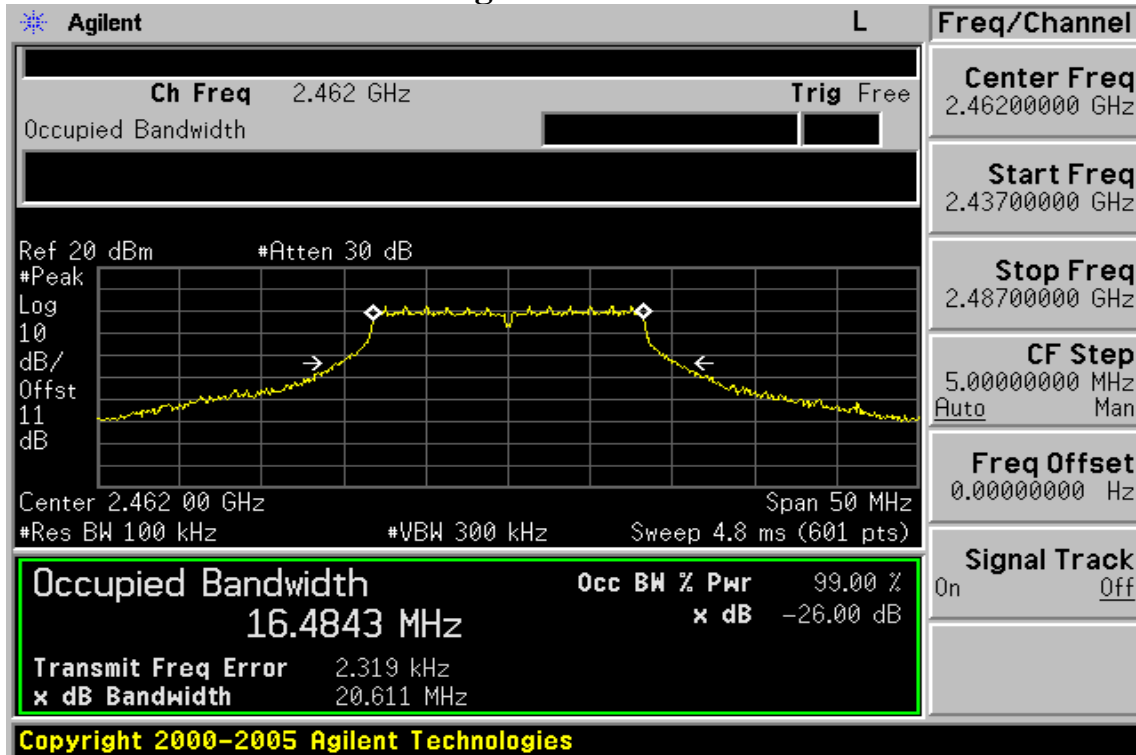 Agilent L
Freq/Channel
Ch Freq 2.462 GHz Trig Free
Occupied Bandwidth
Center Freq
2.46200000 GHz
Start Freq
2.43700000 GHz
Stop Freq
2.48700000 GHz
CF Step
5.00000000 MHz
Auto Man
Freq Offset
0.00000000 Hz
Signal Track
On Off
Ref 20 dBm #Atten 30 dB
#Peak
Log
10
dB/
Offst
11
dB
Center 2.462 00 GHz Span 50 MHz
#Res BW 100 kHz #VBW 300 kHz Sweep 4.8 ms (601 pts)
Occupied Bandwidth Occ BW % Pwr 99.00 %
16.4843 MHz x dB -26.00 dB
Transmit Freq Error 2.319 kHz
x dB Bandwidth 20.611 MHz
Copyright 2000-2005 Agilent Technologies